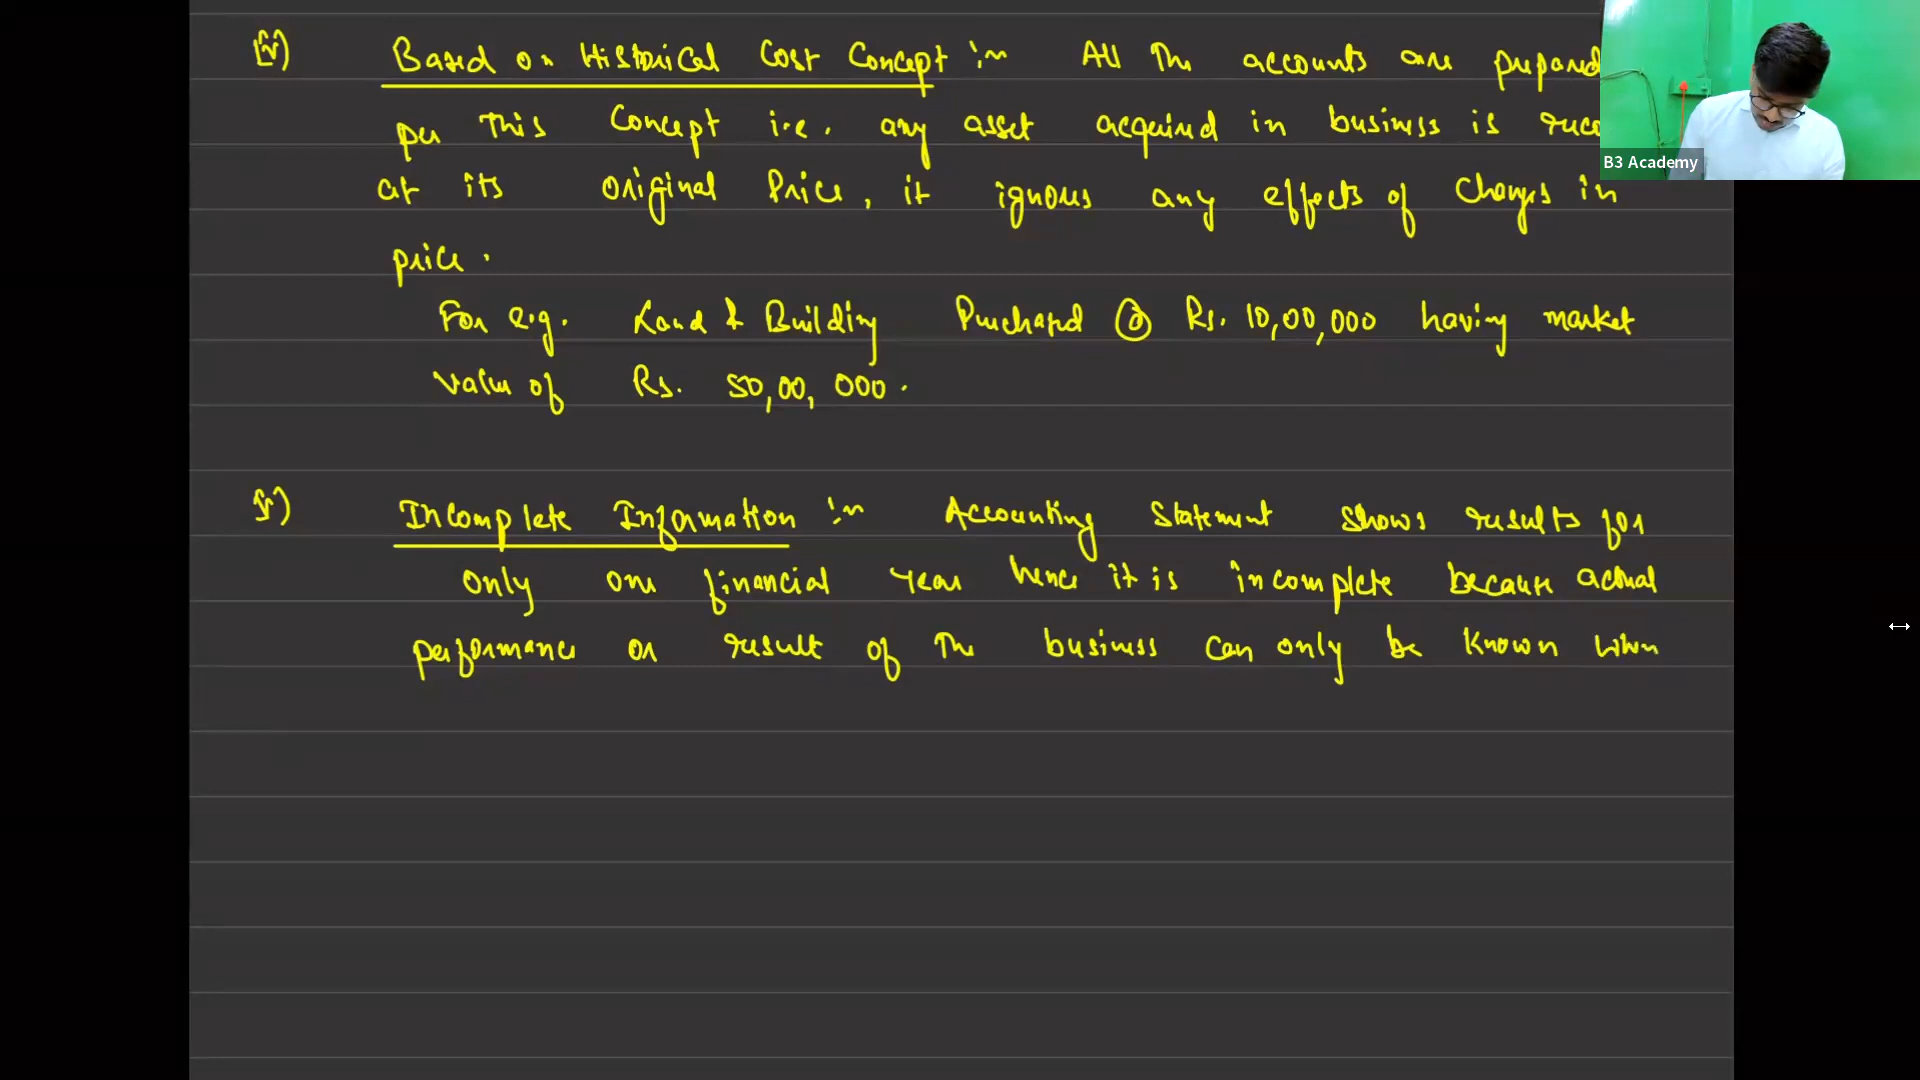 Based on Historical Cost Concept :- All the accounts are prepared
per this Concept i.e. any asset acquired in business is reco
at its original Price, it ignores any effects of changes in
price.
For e.g. Land & Building Purchased @ Rs. 10,00,000 having market
value of Rs. 50,00,000.
Incomplete Information :- Accounting Statement shows results for
only one financial year hence it is incomplete because actual
performance or result of the business can only be known when
B3 Academy